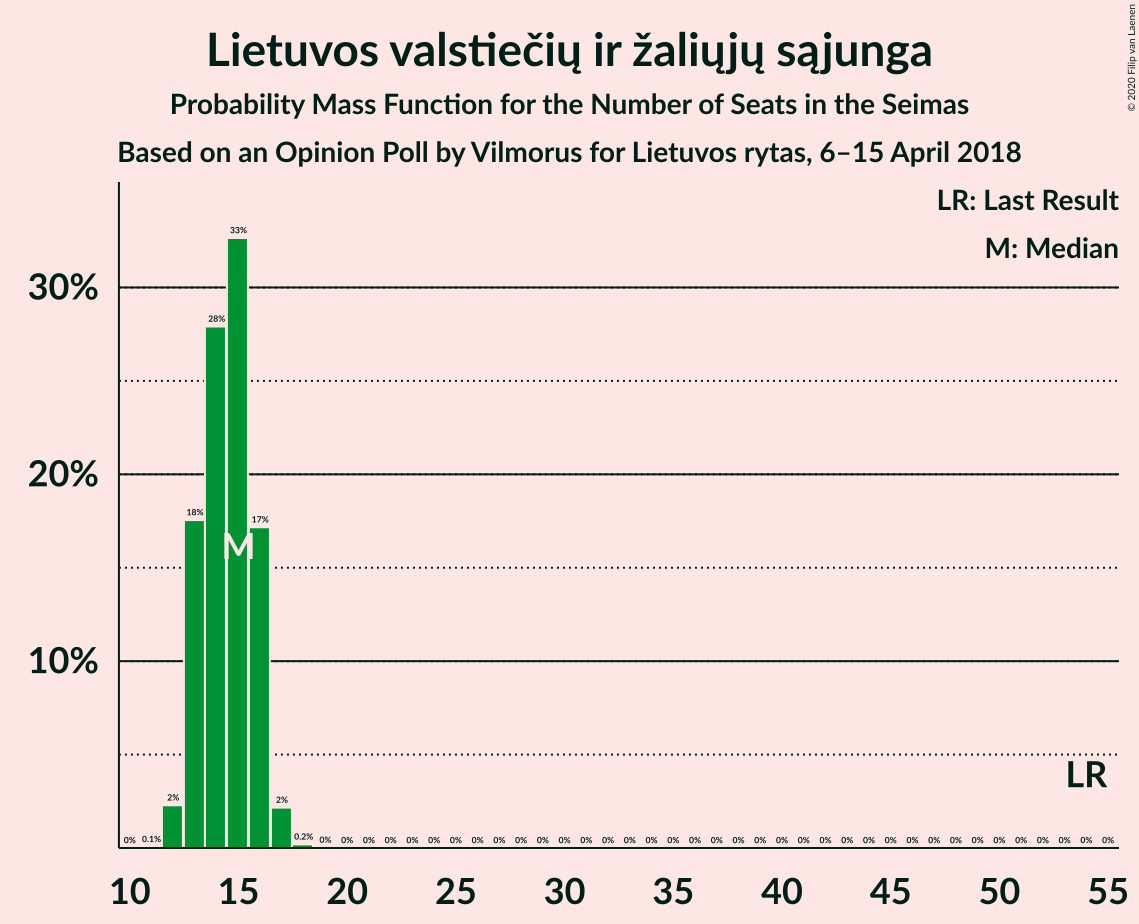 Lietuvos valstiečių ir žaliųjų sąjunga
Probability Mass Function for the Number of Seats in the Seimas
Based on an Opinion Poll by Vilmorus for Lietuvos rytas, 6–15 April 2018
© 2020 Filip van Laenen
LR: Last Result
M: Median
30%
20%
10%
0% 0.1% 2% 18% 28% 33% 17% 2% 0.2% 0% 0% 0% 0% 0% 0% 0% 0% 0% 0% 0% 0% 0% 0% 0% 0% 0% 0% 0% 0% 0% 0% 0% 0% 0% 0% 0% 0% 0% 0% 0% 0% 0% 0% 0% 0% 0%
M
LR
10 15 20 25 30 35 40 45 50 55